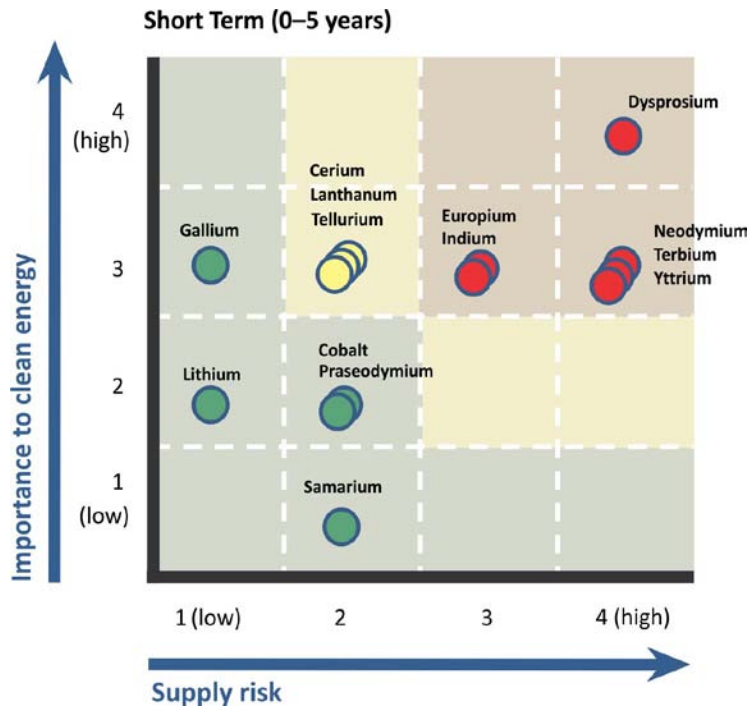 Short Term (0–5 years)
Importance to clean energy
4
(high)
Dysprosium
Cerium
Lanthanum
Tellurium
Gallium
Europium
Indium
Neodymium
Terbium
Yttrium
3
Lithium
Cobalt
Praseodymium
2
1
(low)
Samarium
1 (low)
2
3
4 (high)
Supply risk